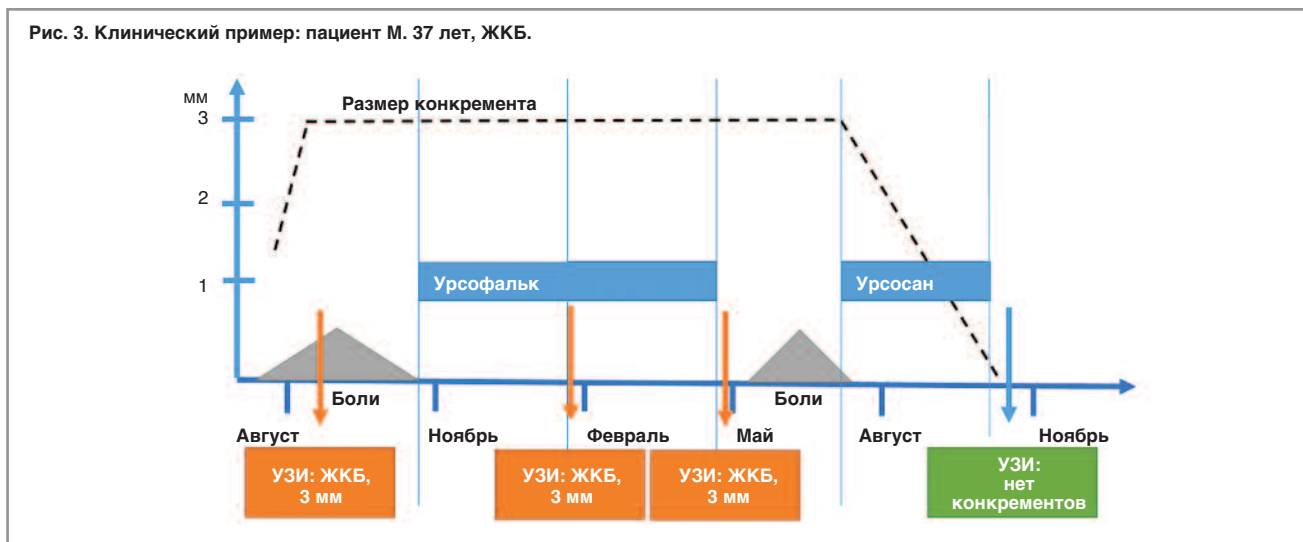 Рис. 3. Клинический пример: пациент М. 37 лет, ЖКБ.
мм
3
Размер конкремента
2
1
Урсофальк
Урсосан
Боли
Боли
Август
Ноябрь
Февраль
Май
Август
Ноябрь
УЗИ: ЖКБ,
3 мм
УЗИ: ЖКБ,
3 мм
УЗИ: ЖКБ,
3 мм
УЗИ:
нет
конкрементов